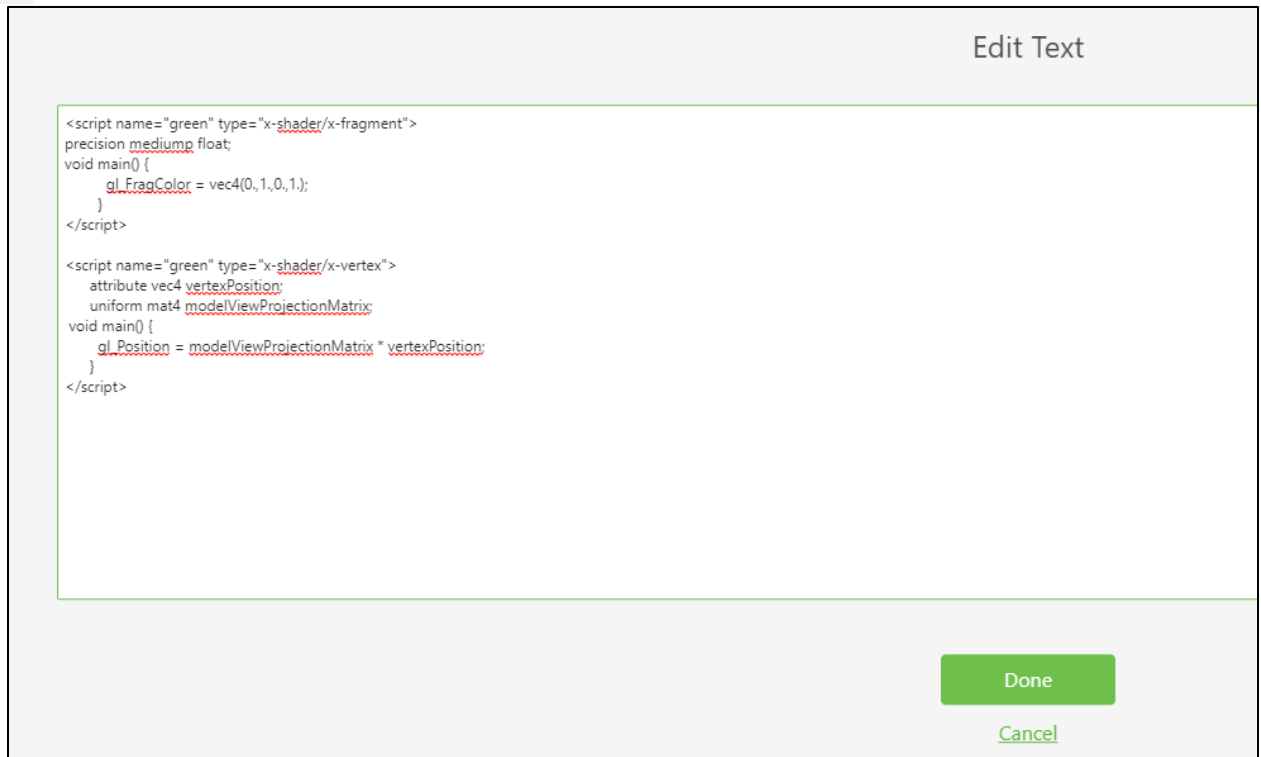 Edit Text
<script name="green" type="x-shader/x-fragment">
precision mediump float;
void main() {
gl_FragColor = vec4(0.,1.,0.,1.);
}
</script>
<script name="green" type="x-shader/x-vertex">
attribute vec4 vertexPosition;
uniform mat4 modelViewProjectionMatrix;
void main() {
gl_Position = modelViewProjectionMatrix * vertexPosition;
}
</script>
Done
Cancel